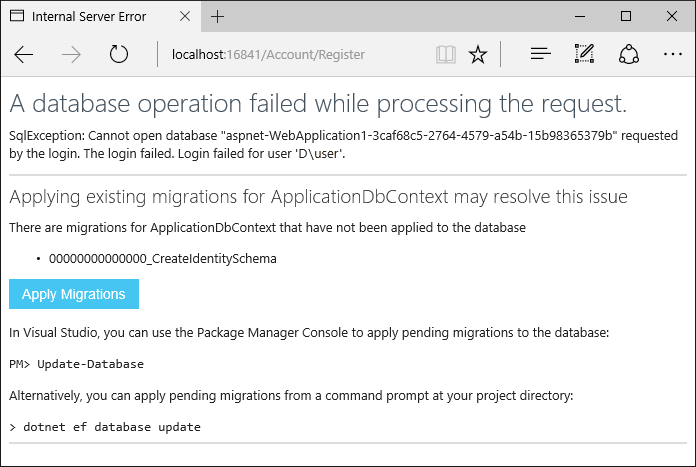 Internal Server Error
localhost:16841/Account/Register
A database operation failed while processing the request.
SqlException: Cannot open database "aspnet-WebApplication1-3caf68c5-2764-4579-a54b-15b98365379b" requested
by the login. The login failed. Login failed for user 'D\user'.
Applying existing migrations for ApplicationDbContext may resolve this issue
There are migrations for ApplicationDbContext that have not been applied to the database
• 00000000000000_CreateIdentitySchema
Apply Migrations
In Visual Studio, you can use the Package Manager Console to apply pending migrations to the database:
PM> Update-Database
Alternatively, you can apply pending migrations from a command prompt at your project directory:
> dotnet ef database update